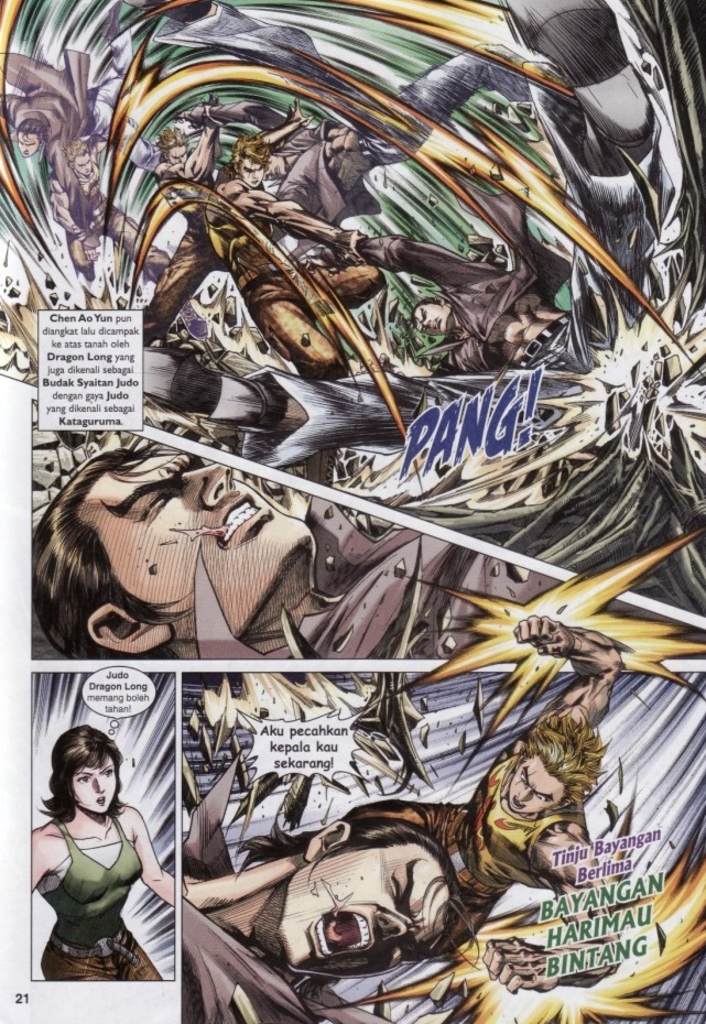 Chen Ao Yun pun
diangkat lalu dicampak
ke atas tanah oleh
Dragon Long yang
juga dikenali sebagai
Budak Syaitan Judo
dengan gaya Judo
yang dikenali sebagai
Kataguruma.
PANG!
Judo
Dragon Long
memang boleh
tahan!
Aku pecahkan
kepala kau
sekarang!
Tinju Bayangan
Berlima
BAYANGAN
HARIMAU
BINTANG
21